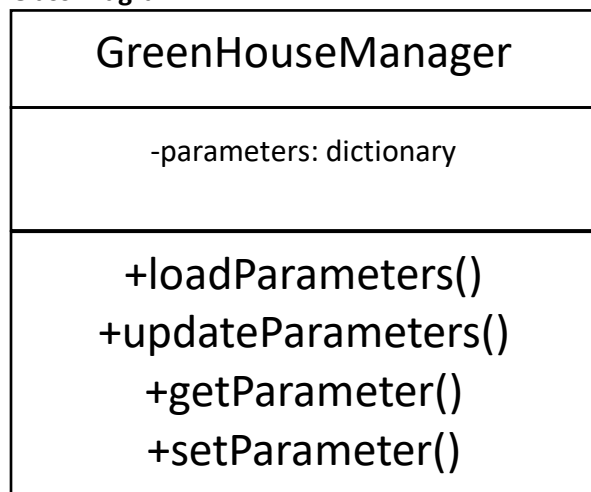 GreenHouseManager
-parameters: dictionary
+loadParameters()
+updateParameters()
+getParameter()
+setParameter()